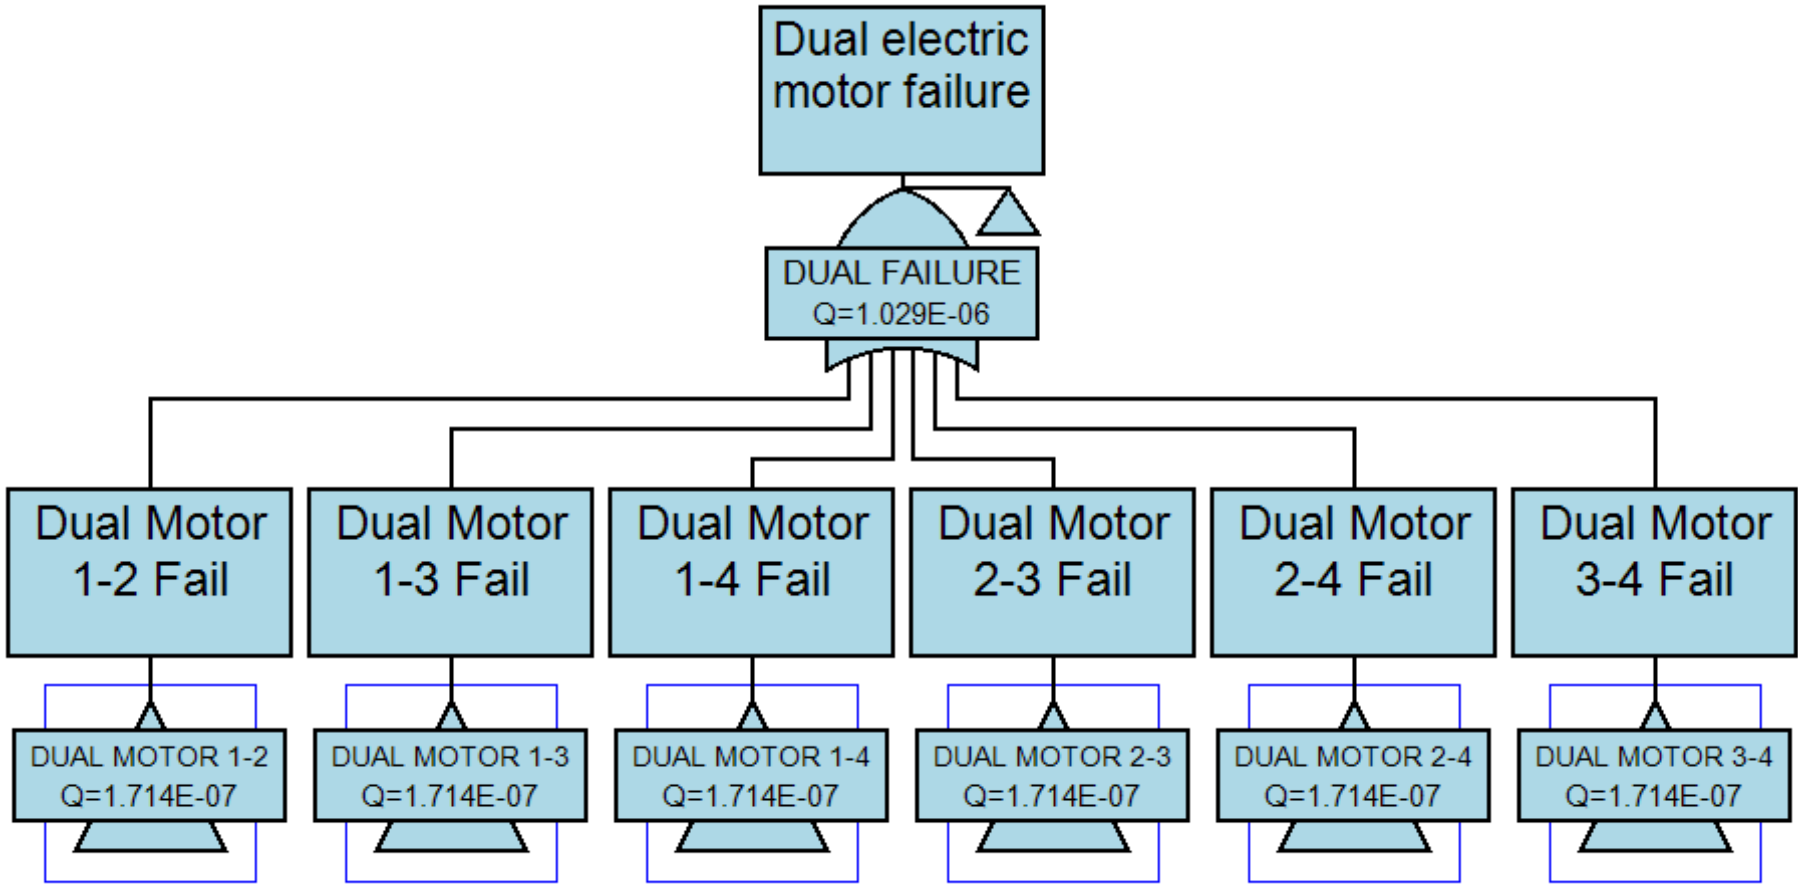 Dual electric
motor failure
DUAL FAILURE
Q=1.029E-06
Dual Motor
1-2 Fail
Dual Motor
1-3 Fail
Dual Motor
1-4 Fail
Dual Motor
2-3 Fail
Dual Motor
2-4 Fail
Dual Motor
3-4 Fail
DUAL MOTOR 1-2
Q=1.714E-07
DUAL MOTOR 1-3
Q=1.714E-07
DUAL MOTOR 1-4
Q=1.714E-07
DUAL MOTOR 2-3
Q=1.714E-07
DUAL MOTOR 2-4
Q=1.714E-07
DUAL MOTOR 3-4
Q=1.714E-07